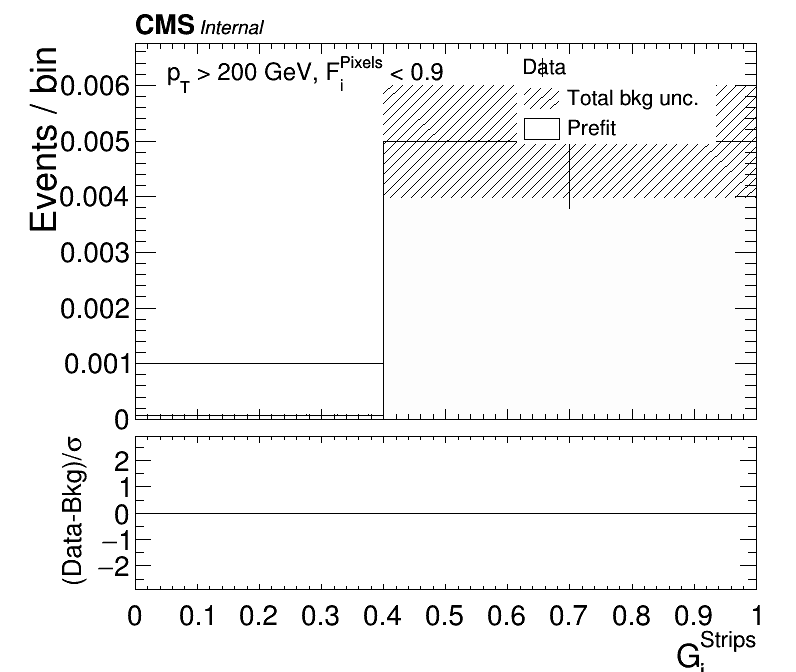 CMS Internal
p_T > 200 GeV, F_i^Pixels < 0.9
Data
Total bkg unc.
Prefit
Events / bin
0.006
0.005
0.004
0.003
0.002
0.001
0
(Data-Bkg)/σ
2
1
0
−1
−2
0 0.1 0.2 0.3 0.4 0.5 0.6 0.7 0.8 0.9 1
G_i^Strips